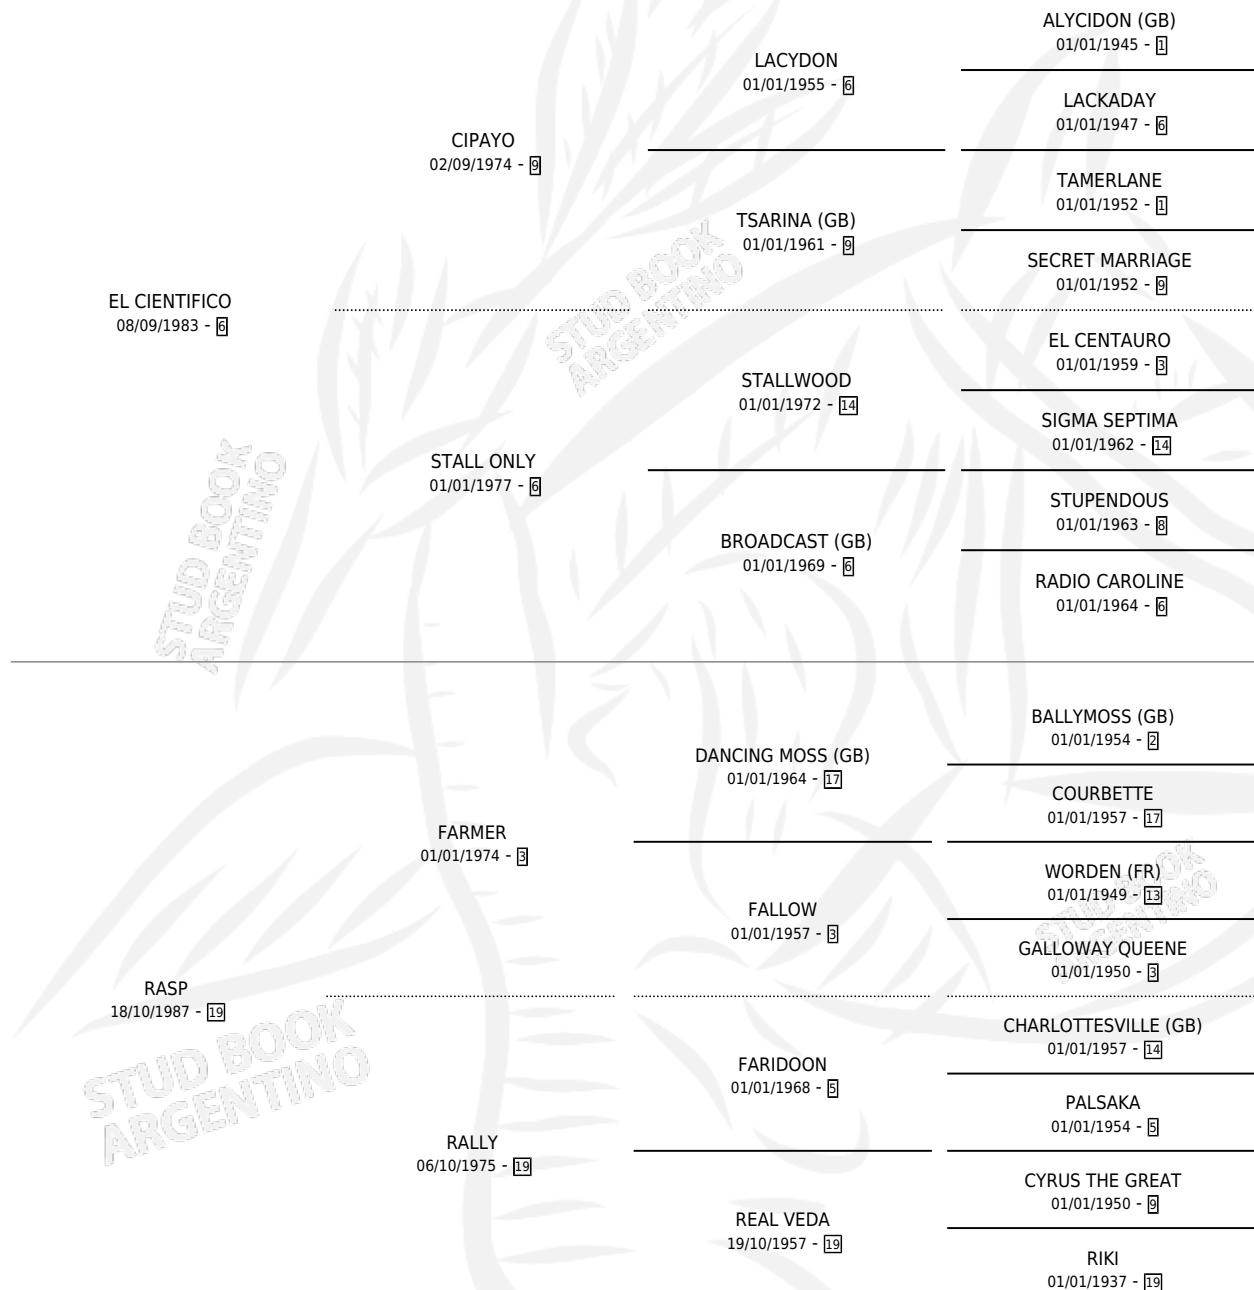 ALYCIDON (GB)
01/01/1945 - 1
LACYDON
01/01/1955 - 6
LACKADAY
01/01/1947 - 6
CIPAYO
02/09/1974 - 9
TAMERLANE
01/01/1952 - 1
TSARINA (GB)
01/01/1961 - 9
SECRET MARRIAGE
01/01/1952 - 9
EL CIENTIFICO
08/09/1983 - 6
EL CENTAURO
01/01/1959 - 3
STALLWOOD
01/01/1972 - 14
SIGMA SEPTIMA
01/01/1962 - 14
STALL ONLY
01/01/1977 - 6
STUPENDOUS
01/01/1963 - 8
BROADCAST (GB)
01/01/1969 - 6
RADIO CAROLINE
01/01/1964 - 6
BALLYMOSS (GB)
01/01/1954 - 2
DANCING MOSS (GB)
01/01/1964 - 17
COURBETTE
01/01/1957 - 17
FARMER
01/01/1974 - 3
WORDEN (FR)
01/01/1949 - 13
FALLOW
01/01/1957 - 3
GALLOWAY QUEENE
01/01/1950 - 3
RASP
18/10/1987 - 19
CHARLOTTESVILLE (GB)
01/01/1957 - 14
FARIDOON
01/01/1968 - 5
PALSAKA
01/01/1954 - 5
RALLY
06/10/1975 - 19
CYRUS THE GREAT
01/01/1950 - 9
REAL VEDA
19/10/1957 - 19
RIKI
01/01/1937 - 19
STUD BOOK
ARGENTINO
STUD BOOK
ARGENTINO
STUD BOOK
ARGENTINO
STUD BOOK
ARGENTINO